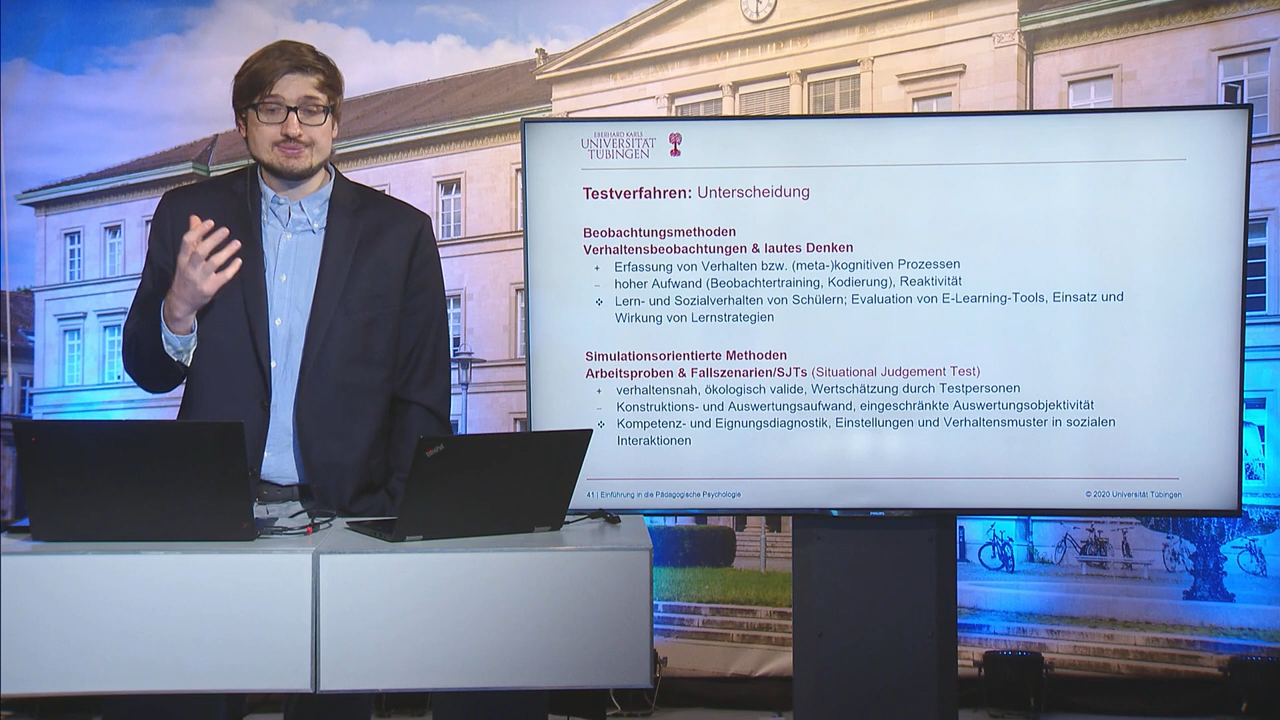 EBERHARD KARLS
UNIVERSITÄT
TÜBINGEN
Testverfahren: Unterscheidung
Beobachtungsmethoden
Verhaltensbeobachtungen & lautes Denken
+ Erfassung von Verhalten bzw. (meta-)kognitiven Prozessen
– hoher Aufwand (Beobachtertraining, Kodierung), Reaktivität
❖ Lern- und Sozialverhalten von Schülern; Evaluation von E-Learning-Tools, Einsatz und
Wirkung von Lernstrategien
Simulationsorientierte Methoden
Arbeitsproben & Fallszenarien/SJTs (Situational Judgement Test)
+ verhaltensnah, ökologisch valide, Wertschätzung durch Testpersonen
– Konstruktions- und Auswertungsaufwand, eingeschränkte Auswertungsobjektivität
❖ Kompetenz- und Eignungsdiagnostik, Einstellungen und Verhaltensmuster in sozialen
Interaktionen
41 | Einführung in die Pädagogische Psychologie
© 2020 Universität Tübingen
PHILIPS
ThinkPad